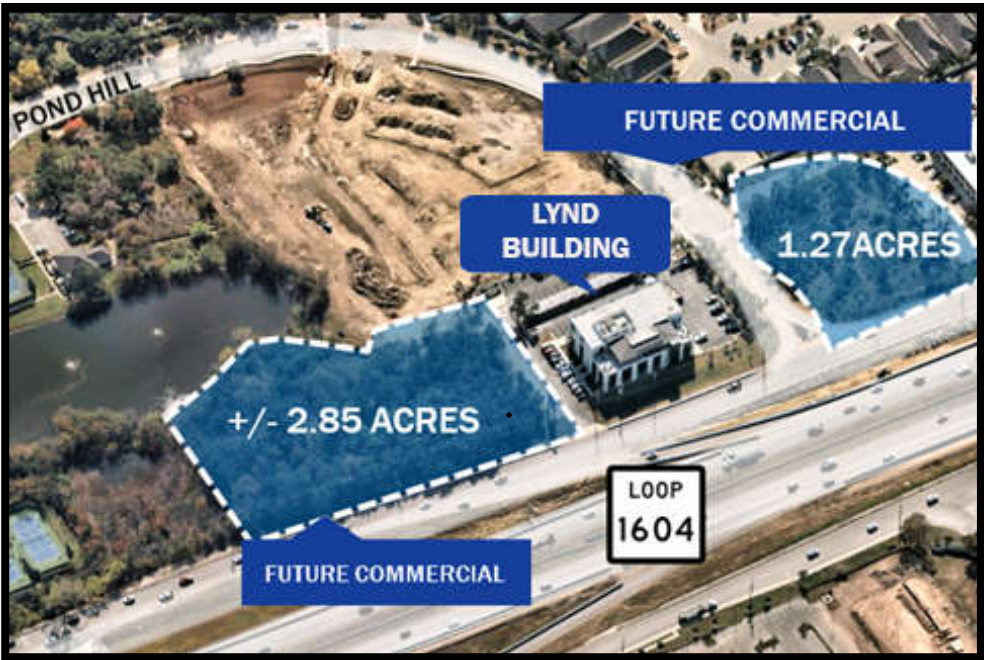 POND HILL
FUTURE COMMERCIAL
LYND
BUILDING
1.27ACRES
+/- 2.85 ACRES
LOOP
1604
FUTURE COMMERCIAL